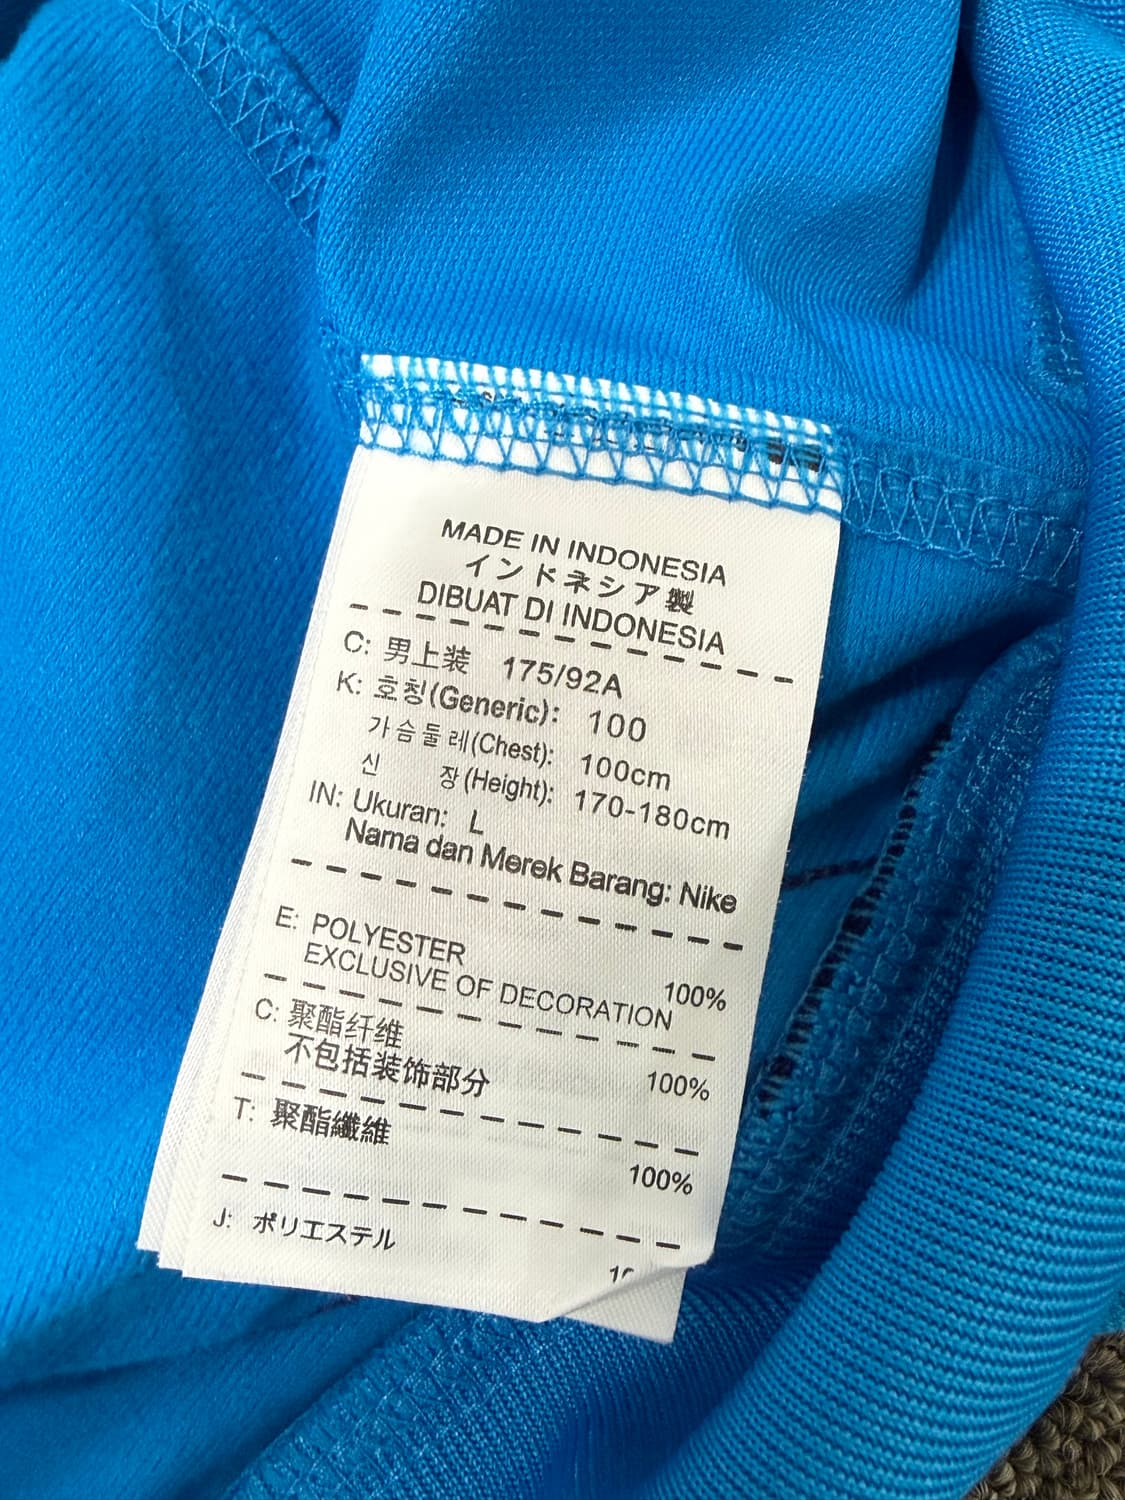 MADE IN INDONESIA
インドネシア製
DIBUAT DI INDONESIA
C: 男上装 175/92A
K: 호칭(Generic): 100
가슴둘레(Chest): 100cm
신 장(Height): 170-180cm
IN: Ukuran: L
Nama dan Merek Barang: Nike
E: POLYESTER 100%
EXCLUSIVE OF DECORATION
C: 聚酯纤维 100%
不包括装饰部分
T: 聚酯纖維 100%
J: ポリエステル